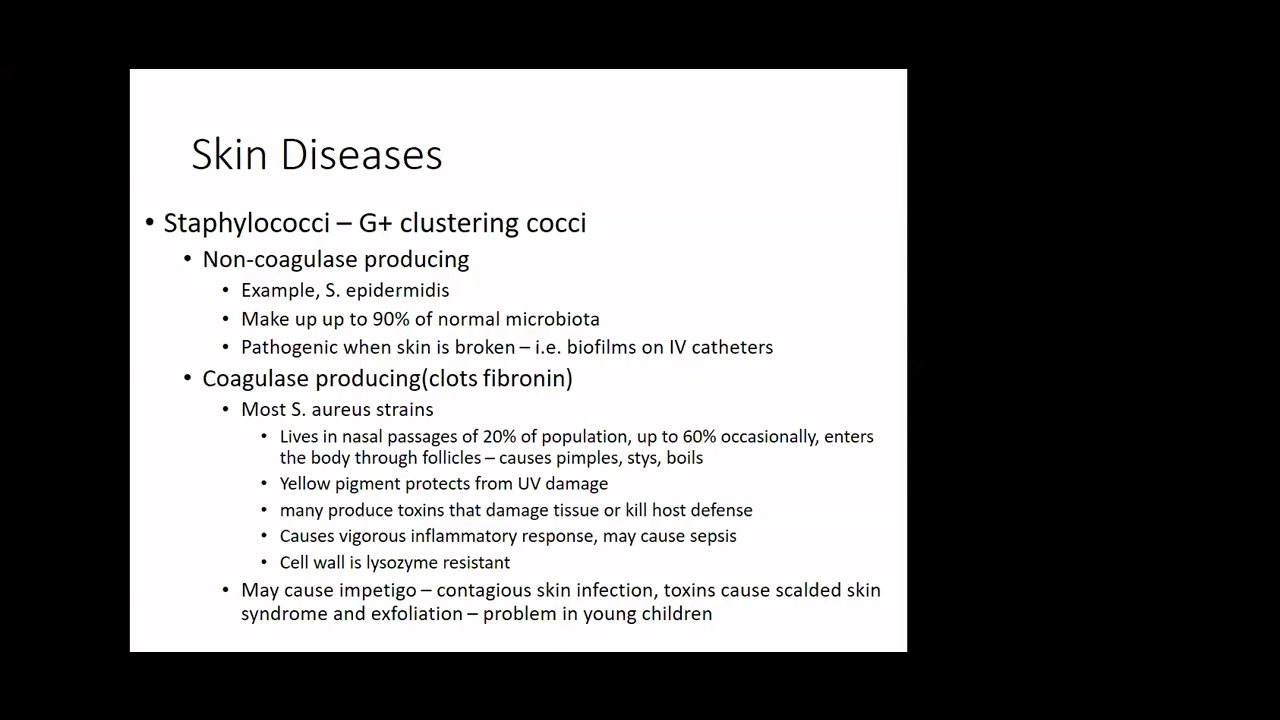 Skin Diseases
• Staphylococci – G+ clustering cocci
• Non-coagulase producing
• Example, S. epidermidis
• Make up up to 90% of normal microbiota
• Pathogenic when skin is broken – i.e. biofilms on IV catheters
• Coagulase producing(clots fibronin)
• Most S. aureus strains
• Lives in nasal passages of 20% of population, up to 60% occasionally, enters
the body through follicles – causes pimples, stys, boils
• Yellow pigment protects from UV damage
• many produce toxins that damage tissue or kill host defense
• Causes vigorous inflammatory response, may cause sepsis
• Cell wall is lysozyme resistant
• May cause impetigo – contagious skin infection, toxins cause scalded skin
syndrome and exfoliation – problem in young children